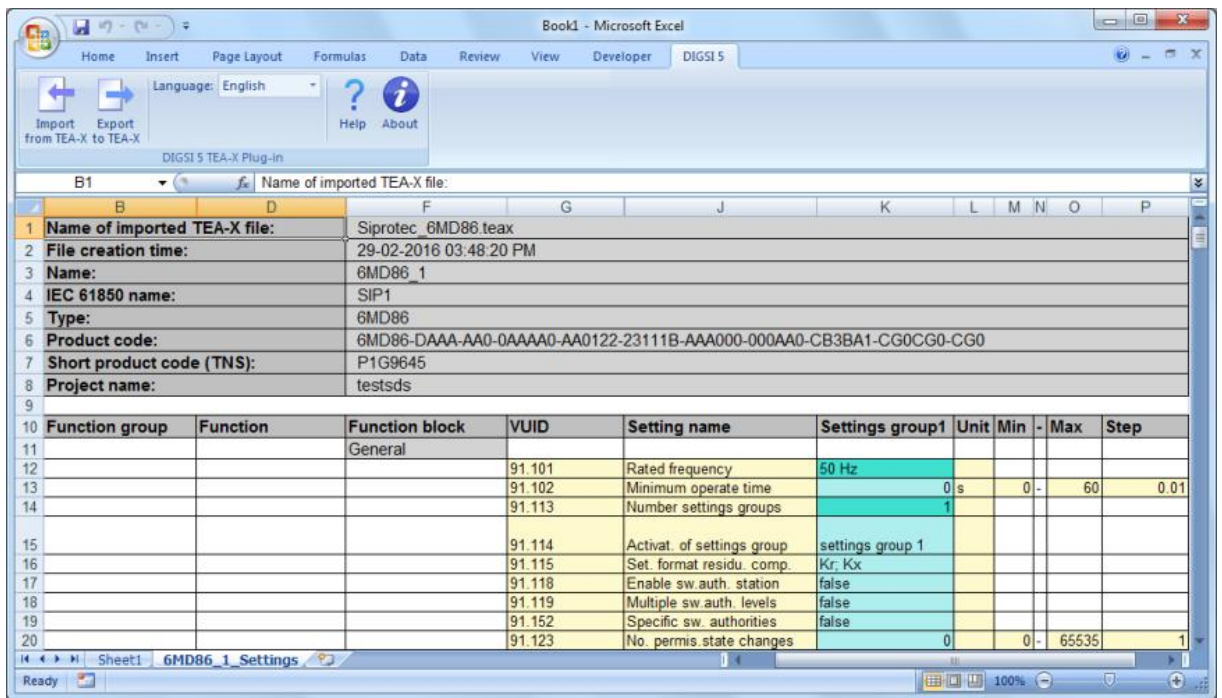 Book1 - Microsoft Excel
Home Insert Page Layout Formulas Data Review View Developer DIGSI 5
Import from TEA-X Export to TEA-X Language: English Help About
DIGSI 5 TEA-X Plug-in
B1 fx Name of imported TEA-X file:
B D F G J K L M N O P
1 Name of imported TEA-X file: Siprotec_6MD86.teax
2 File creation time: 29-02-2016 03:48:20 PM
3 Name: 6MD86_1
4 IEC 61850 name: SIP1
5 Type: 6MD86
6 Product code: 6MD86-DAAA-AA0-0AAAA0-AA0122-23111B-AAA000-000AA0-CB3BA1-CG0CG0-CG0
7 Short product code (TNS): P1G9645
8 Project name: testsds
9
10 Function group Function Function block VUID Setting name Settings group1 Unit Min - Max Step
11 General
12 91.101 Rated frequency 50 Hz
13 91.102 Minimum operate time 0 s 0 - 60 0.01
14 91.113 Number settings groups 1
15 91.114 Activat. of settings group settings group 1
16 91.115 Set. format residu. comp. Kr; Kx
17 91.118 Enable sw.auth. station false
18 91.119 Multiple sw.auth. levels false
19 91.152 Specific sw. authorities false
20 91.123 No. permis.state changes 0 0 - 65535 1
Sheet1 6MD86_1_Settings
Ready 100%